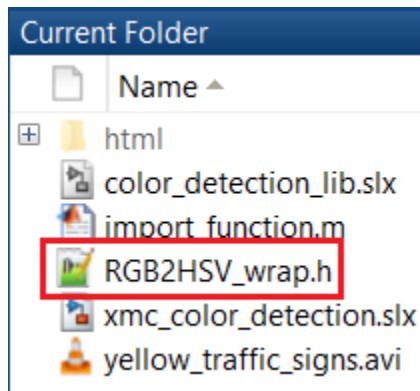 Current Folder
Name
html
color_detection_lib.slx
import_function.m
RGB2HSV_wrap.h
xmc_color_detection.slx
yellow_traffic_signs.avi